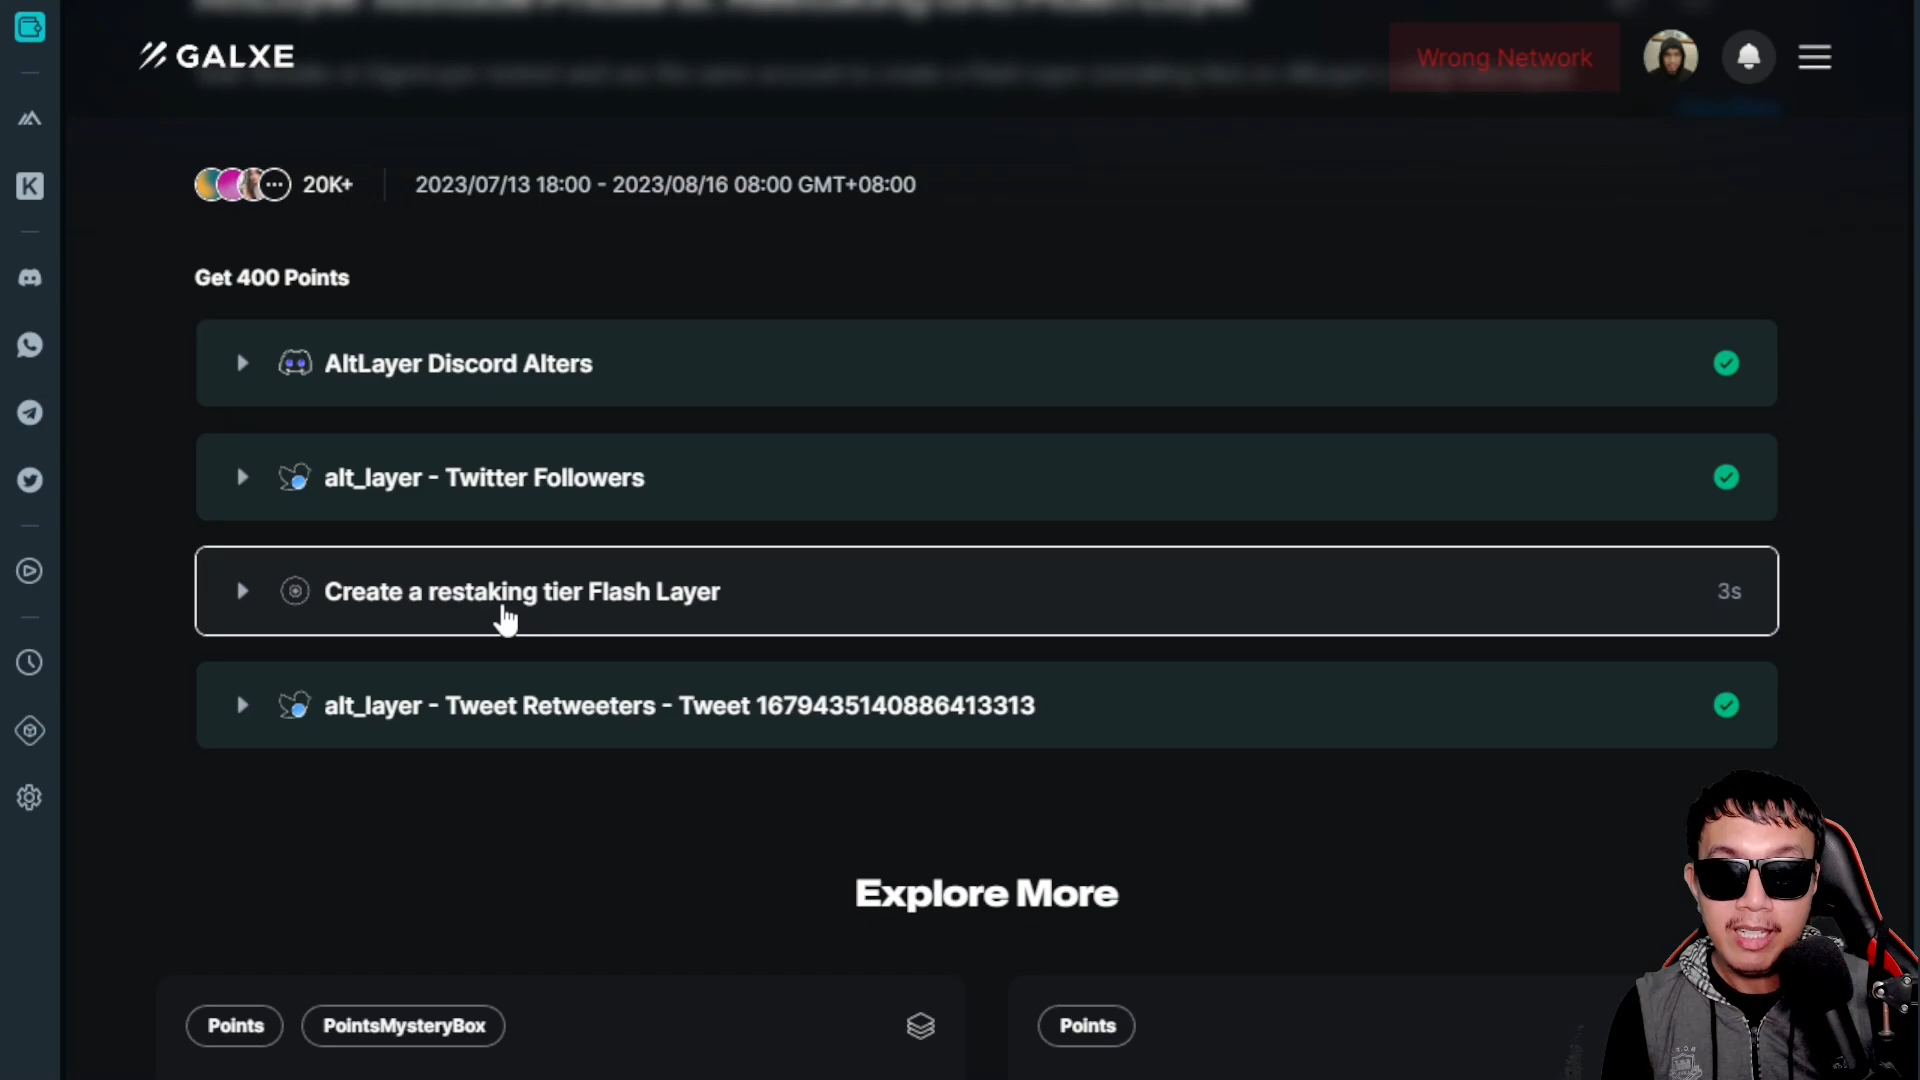 GALXE
Wrong Network
20K+
2023/07/13 18:00 - 2023/08/16 08:00 GMT+08:00
Get 400 Points
AltLayer Discord Alters
alt_layer - Twitter Followers
Create a restaking tier Flash Layer
3s
alt_layer - Tweet Retweeters - Tweet 1679435140886413313
Explore More
Points
PointsMysteryBox
Points
K